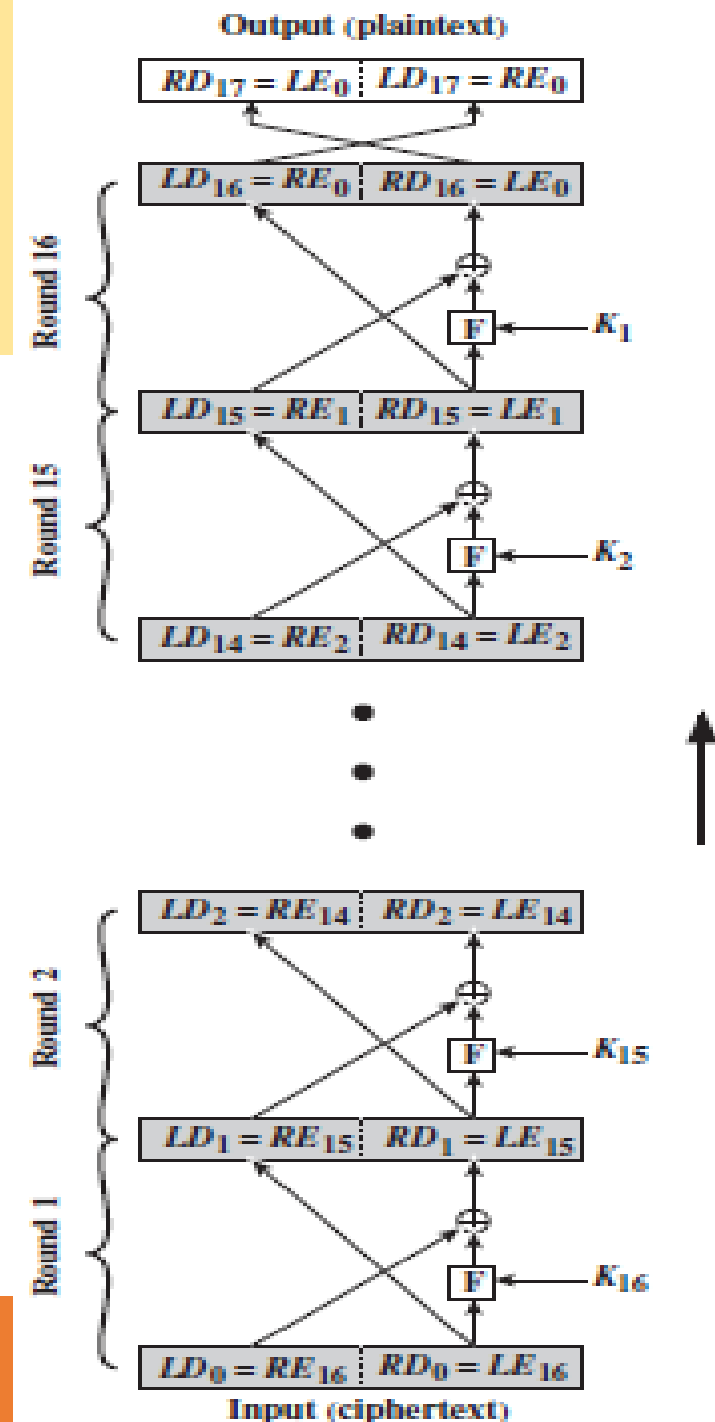 Output (plaintext)
RD₁₇ = LE₀ LD₁₇ = RE₀
LD₁₆ = RE₀ RD₁₆ = LE₀
Round 16
F
K₁
LD₁₅ = RE₁ RD₁₅ = LE₁
Round 15
F
K₂
LD₁₄ = RE₂ RD₁₄ = LE₂
LD₂ = RE₁₄ RD₂ = LE₁₄
Round 2
F
K₁₅
LD₁ = RE₁₅ RD₁ = LE₁₅
Round 1
F
K₁₆
LD₀ = RE₁₆ RD₀ = LE₁₆
Input (ciphertext)